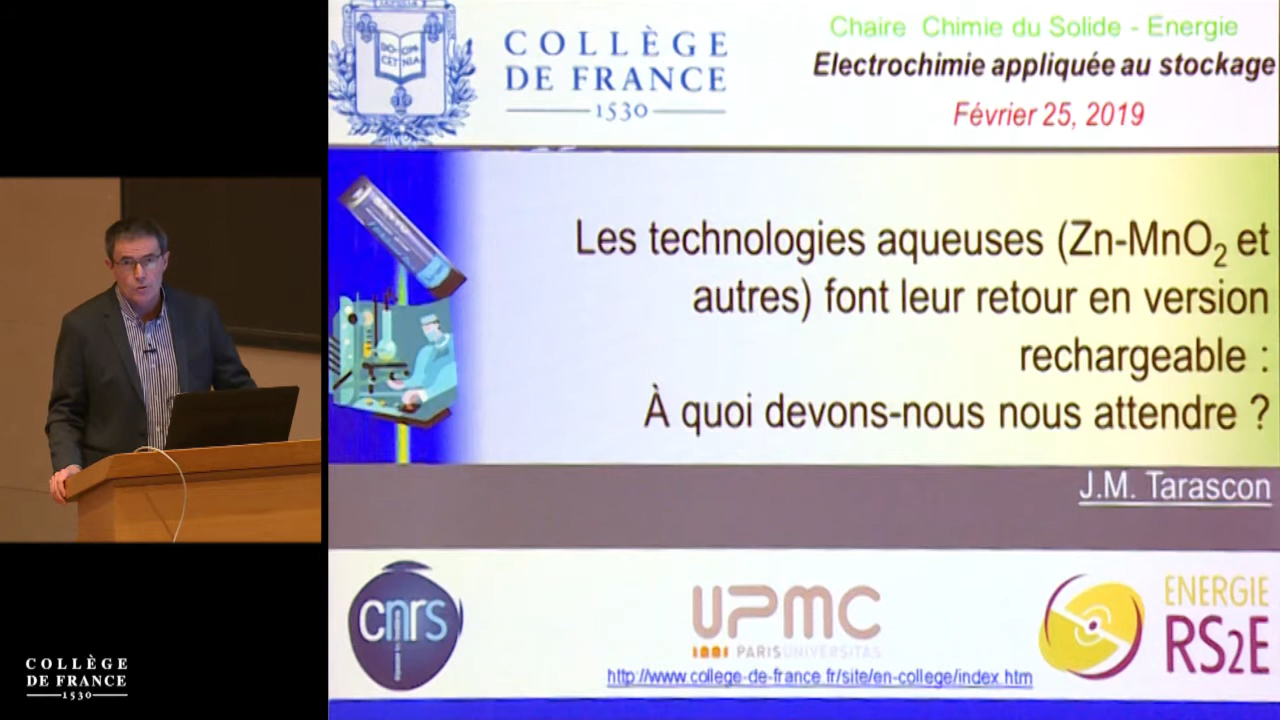 COLLÈGE
DE FRANCE
1530
Chaire Chimie du Solide - Energie
Electrochimie appliquée au stockage
Février 25, 2019
Les technologies aqueuses (Zn-MnO₂ et
autres) font leur retour en version
rechargeable :
À quoi devons-nous nous attendre ?
J.M. Tarascon
cnrs
UPMC
PARISUNIVERSITAS
ENERGIE
RS2E
http://www.college-de-france.fr/site/en-college/index.htm
COLLÈGE
DE FRANCE
1530